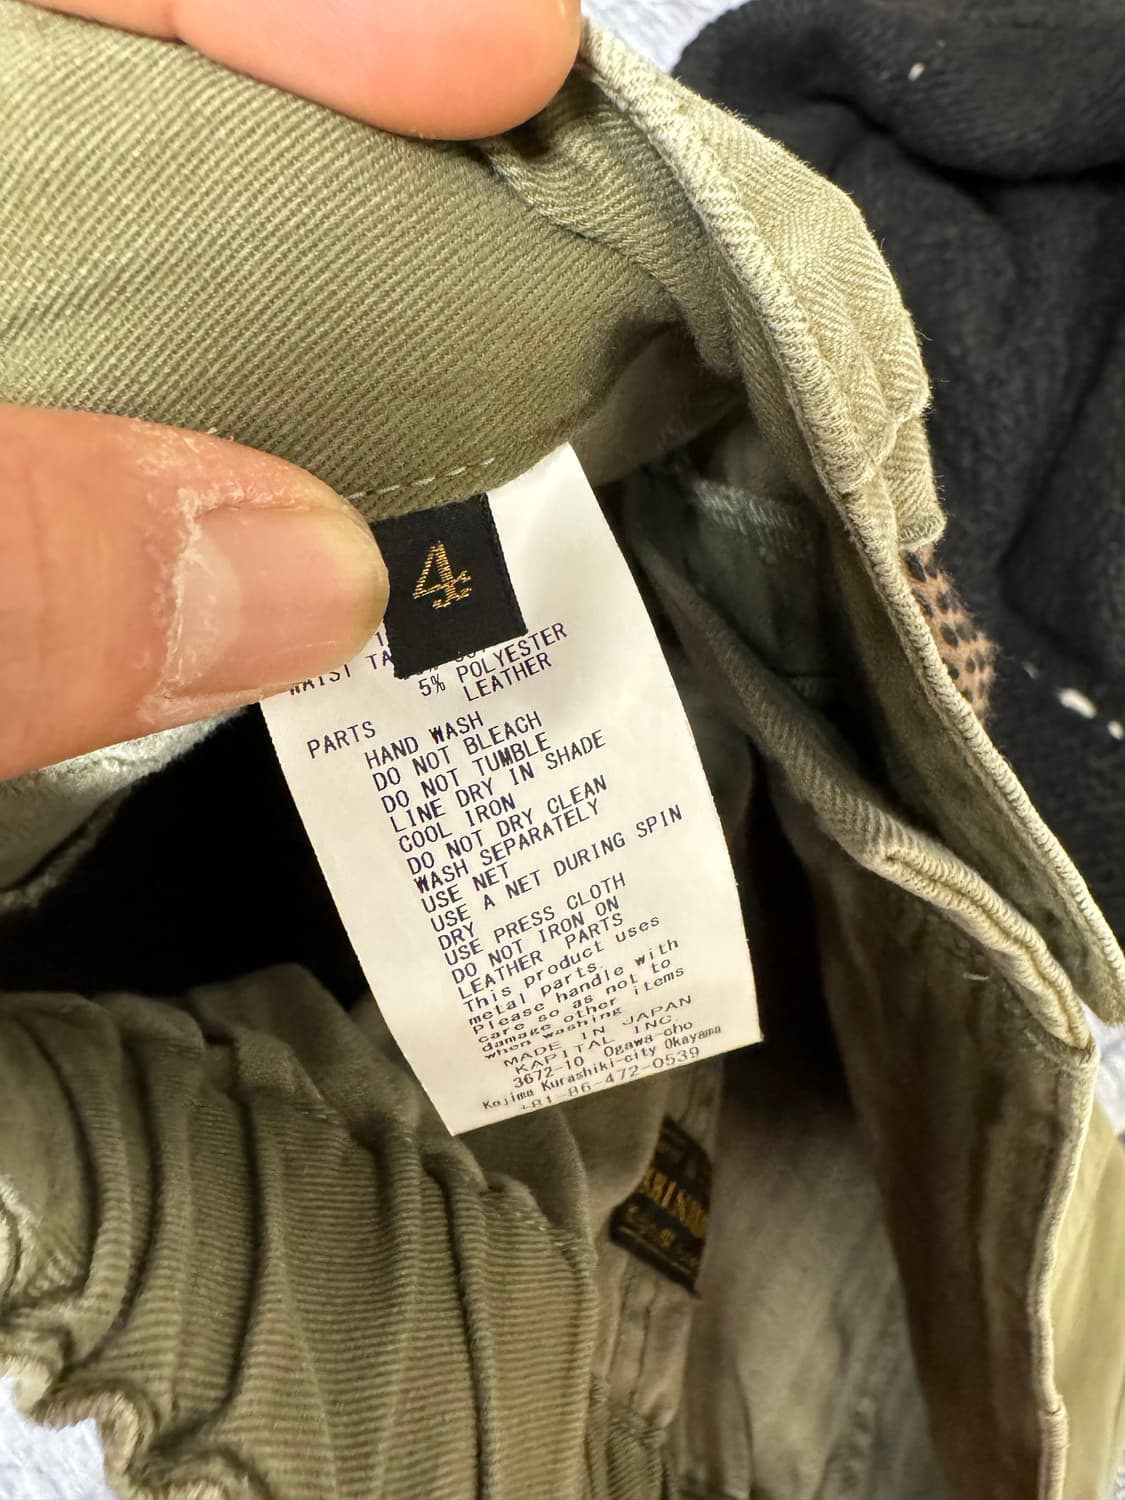 4
WAIST TA
5% POLYESTER
LEATHER
PARTS
HAND WASH
DO NOT BLEACH
DO NOT TUMBLE
LINE DRY IN SHADE
COOL IRON
DO NOT DRY CLEAN
WASH SEPARATELY
USE NET
USE A NET DURING SPIN
DRY
USE PRESS CLOTH
DO NOT IRON ON
LEATHER PARTS
This product uses
metal parts.
Please handle with
care so as not to
damage other items
when washing
MADE IN JAPAN
KAPITAL INC.
3672-10 Ogawa-cho
Kojima Kurashiki-city Okayama
+81-86-472-0539